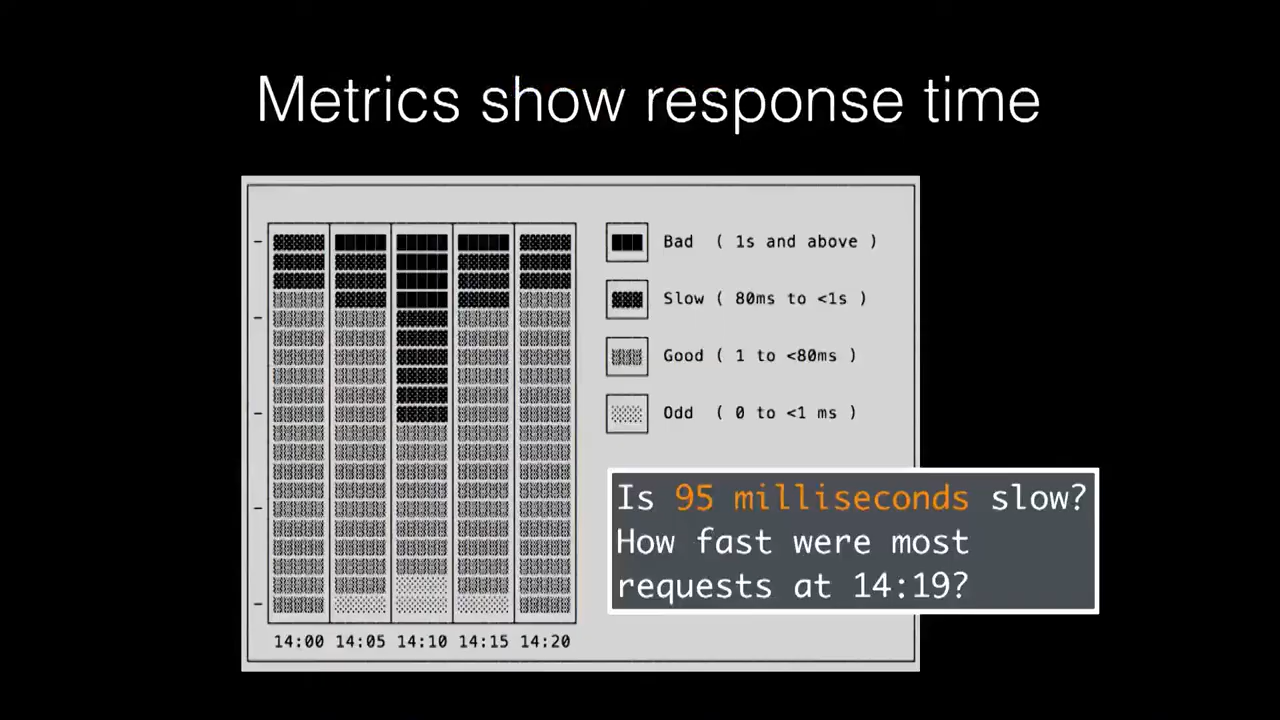 Metrics show response time
Bad ( 1s and above )
Slow ( 80ms to <1s )
Good ( 1 to <80ms )
Odd ( 0 to <1 ms )
Is 95 milliseconds slow?
How fast were most
requests at 14:19?
14:00 14:05 14:10 14:15 14:20